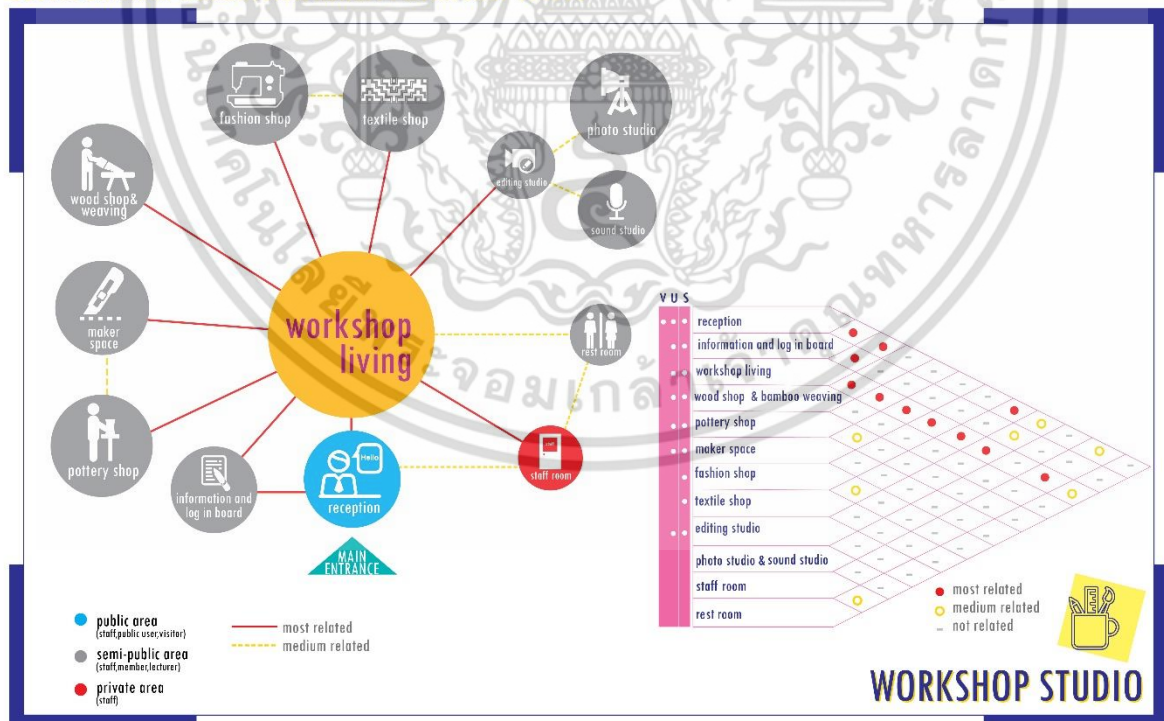 fashion shop
textile shop
photo studio
editing studio
sound studio
wood shop&
weaving
maker
space
pottery shop
workshop
living
rest room
staff room
information and
log in board
Hello
reception
MAIN
ENTRANCE
V U S
reception
information and log in board
workshop living
wood shop & bamboo weaving
pottery shop
maker space
fashion shop
textile shop
editing studio
photo studio & sound studio
staff room
rest room
most related
medium related
not related
public area
(staff,public user,visitor)
semi-public area
(staff,member,lecturer)
private area
(staff)
most related
medium related
WORKSHOP STUDIO